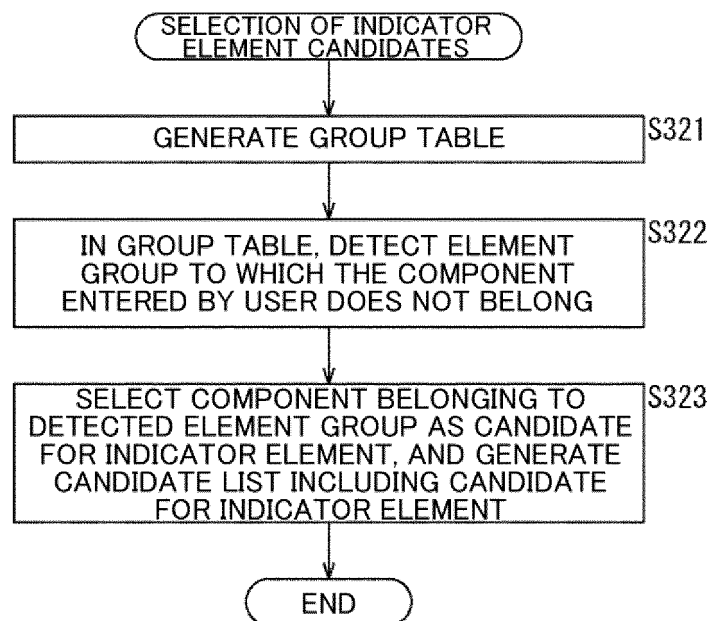 SELECTION OF INDICATOR
ELEMENT CANDIDATES
GENERATE GROUP TABLE
S321
IN GROUP TABLE, DETECT ELEMENT
GROUP TO WHICH THE COMPONENT
ENTERED BY USER DOES NOT BELONG
S322
SELECT COMPONENT BELONGING TO
DETECTED ELEMENT GROUP AS CANDIDATE
FOR INDICATOR ELEMENT, AND GENERATE
CANDIDATE LIST INCLUDING CANDIDATE
FOR INDICATOR ELEMENT
S323
END